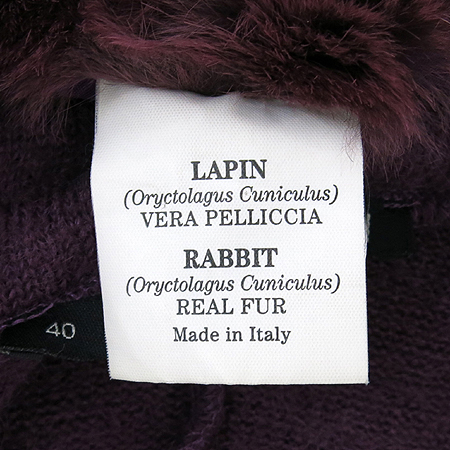 LAPIN
(Oryctolagus Cuniculus)
VERA PELLICCIA
RABBIT
(Oryctolagus Cuniculus)
REAL FUR
Made in Italy
40